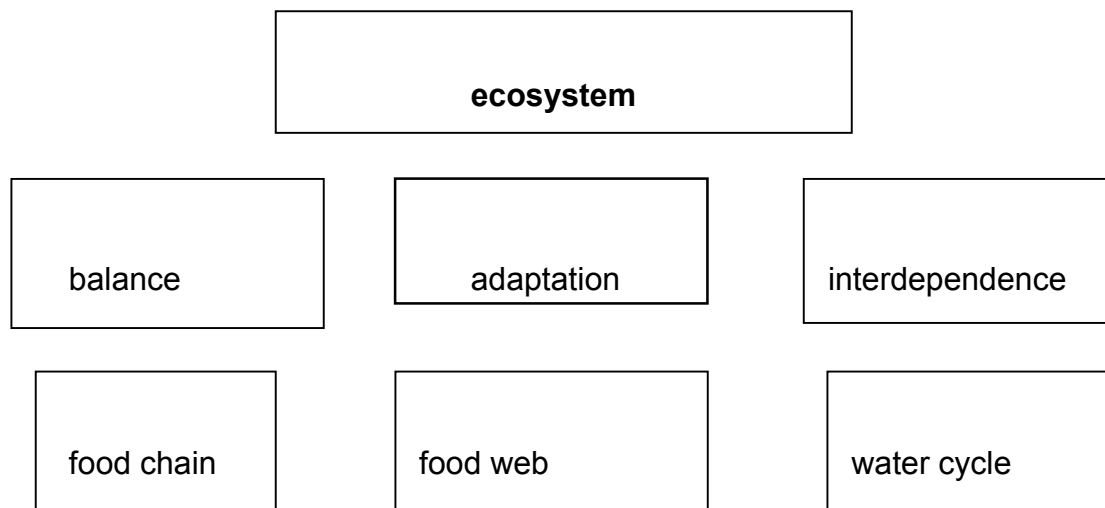 ecosystem
balance adaptation interdependence
food chain food web water cycle